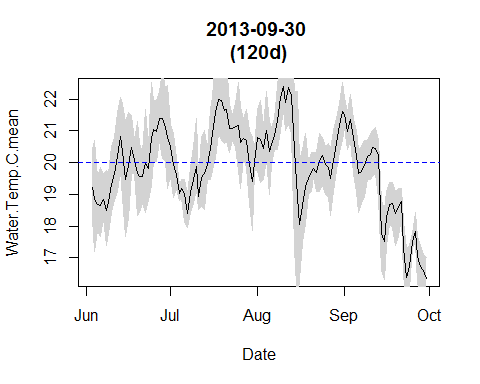 2013-09-30
(120d)
Water.Temp.C.mean
22
21
20
19
18
17
Jun Jul Aug Sep Oct
Date